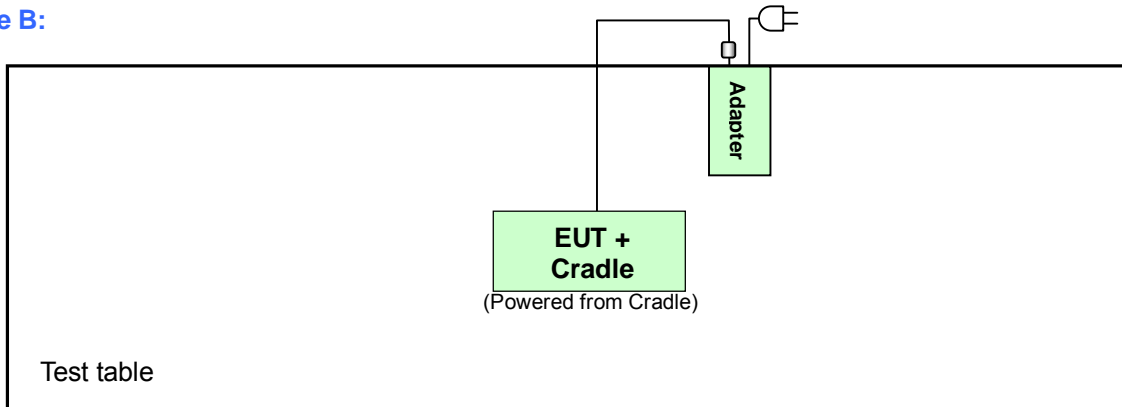 e B:
Adapter
EUT +
Cradle
(Powered from Cradle)
Test table